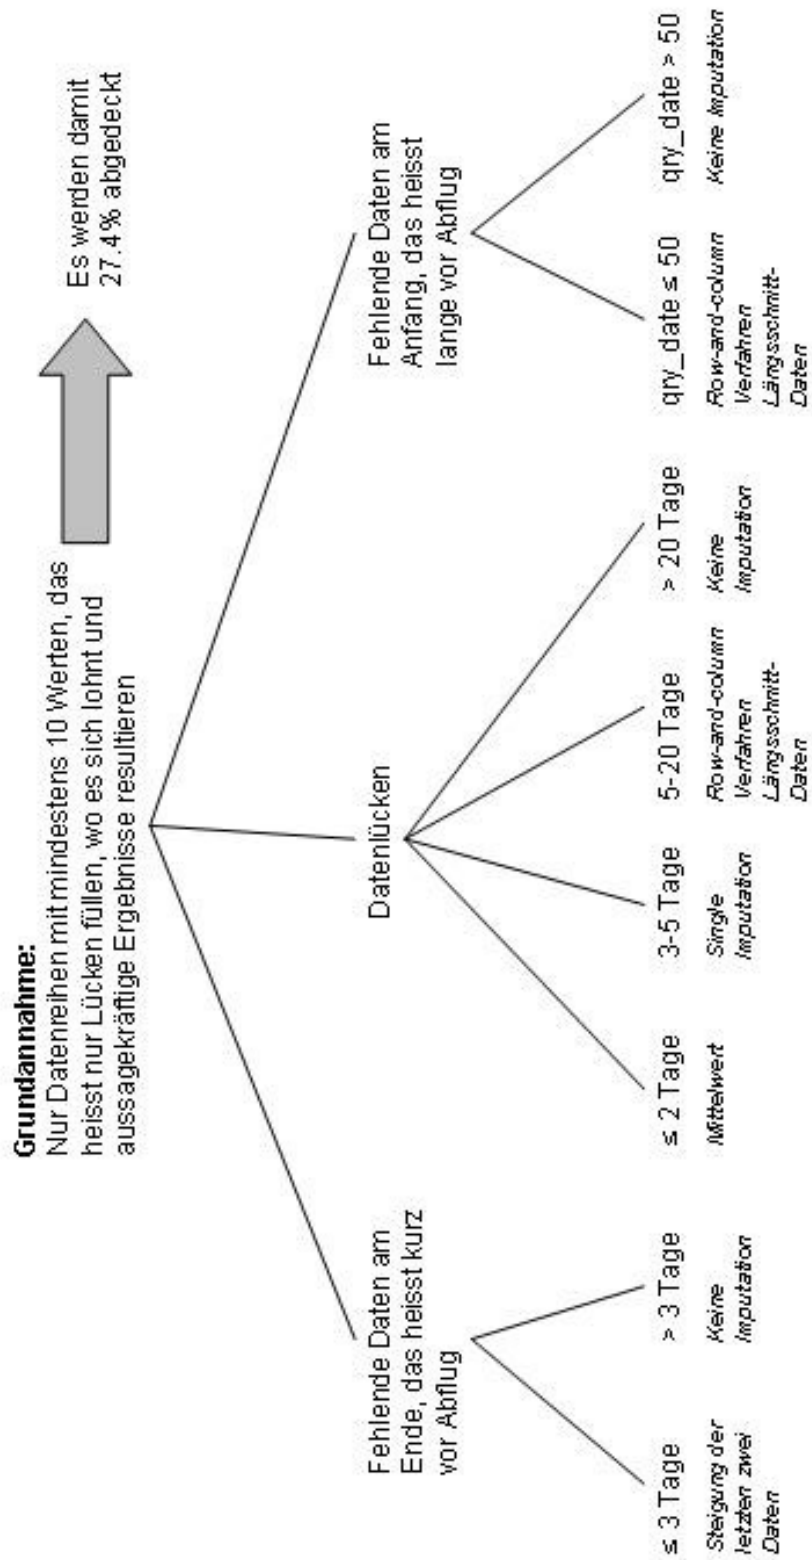 Grundannahme:
Nur Datenreihen mit mindestens 10 Werten, das
heisst nur Lücken füllen, wo es sich lohnt und
aussagekräftige Ergebnisse resultieren
Es werden damit
27.4% abgedeckt
Fehlende Daten am
Ende, das heisst kurz
vor Abflug
Datenlücken
Fehlende Daten am
Anfang, das heisst
lange vor Abflug
≤ 3 Tage
Steigung der
letzten zwei
Daten
> 3 Tage
Keine
Imputation
≤ 2 Tage
Mittelwert
3-5 Tage
Single
Imputation
5-20 Tage
Row-and-column
Verfahren
Längsschnitt-
Daten
> 20 Tage
Keine
Imputation
qry_date ≤ 50
Row-and-column
Verfahren
Längsschnitt-
Daten
qry_date > 50
Keine Imputation